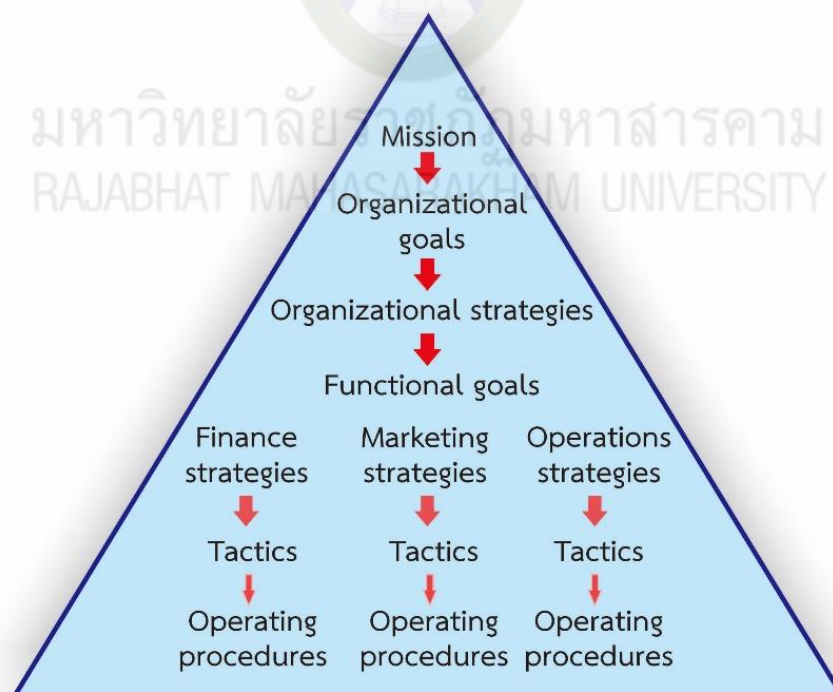 มหาวิทยาลัยราชภัฏมหาสารคาม
RAJABHAT MAHASARAKHAM UNIVERSITY
Mission
Organizational
goals
Organizational strategies
Functional goals
Finance
strategies
Marketing
strategies
Operations
strategies
Tactics
Tactics
Tactics
Operating
procedures
Operating
procedures
Operating
procedures